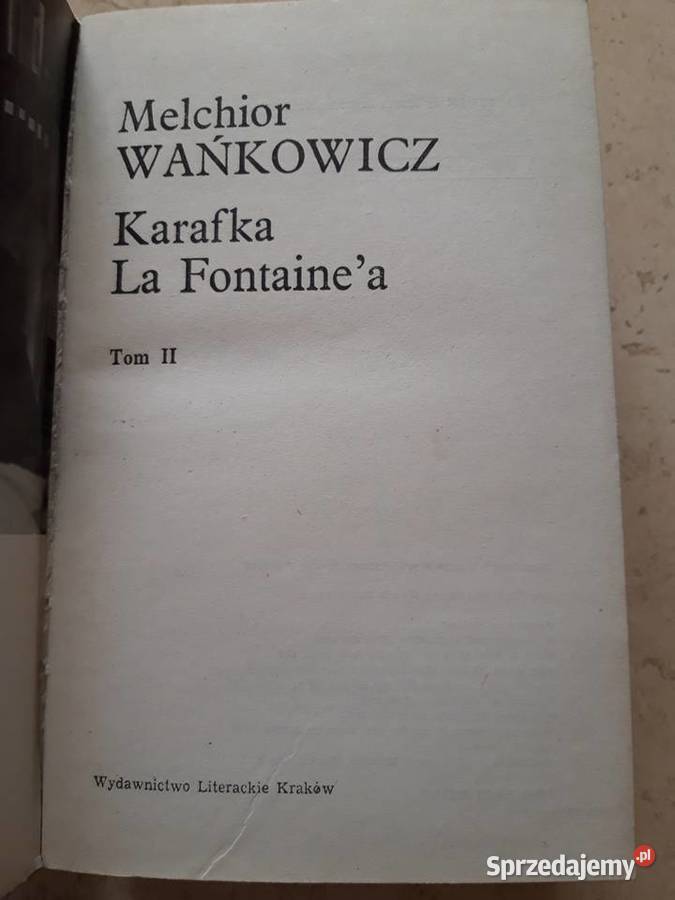 Melchior
WAŃKOWICZ
Karafka
La Fontaine'a
Tom II
Wydawnictwo Literackie Kraków
Sprzedajemy.pl